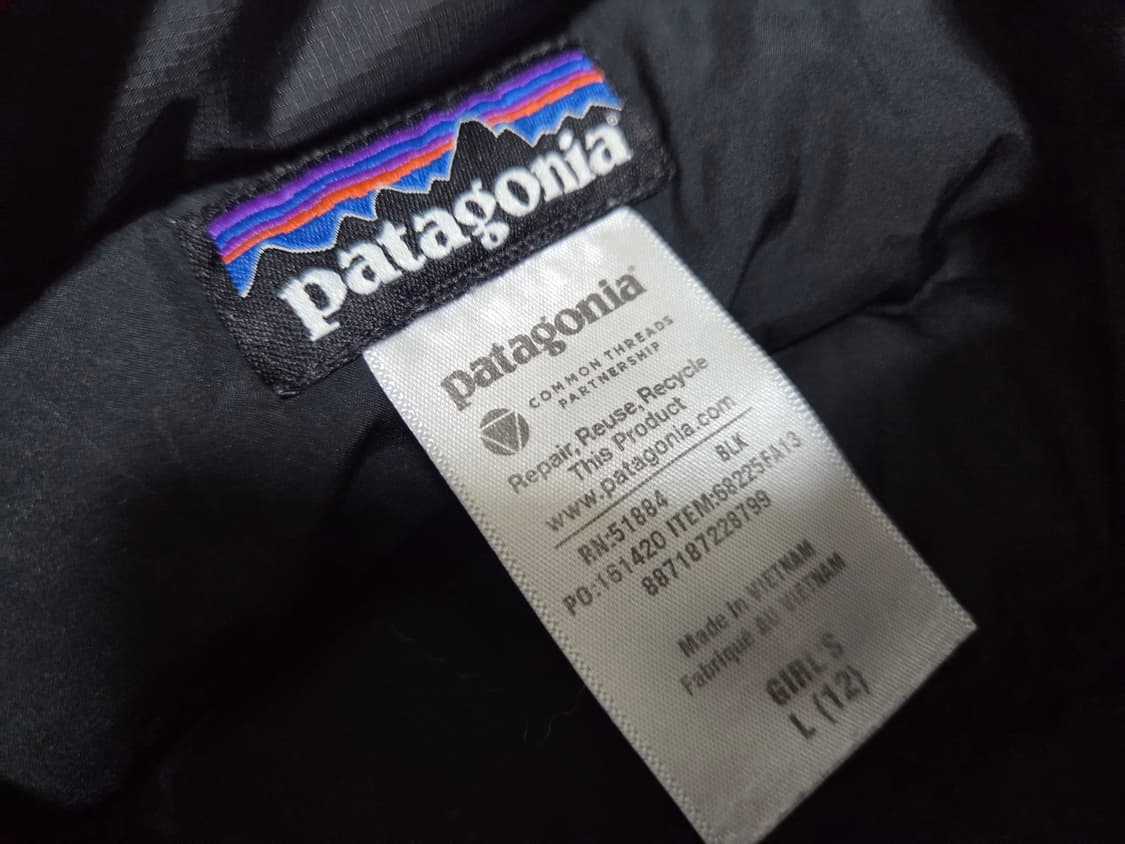 patagonia®
patagonia®
COMMON THREADS
PARTNERSHIP
Repair, Reuse, Recycle
This Product
www.patagonia.com
RN:51884 BLK
PO:161420 ITEM:68225FA13
887187228799
Made in VIETNAM
Fabriqué AU VIETNAM
GIRL'S
L (12)